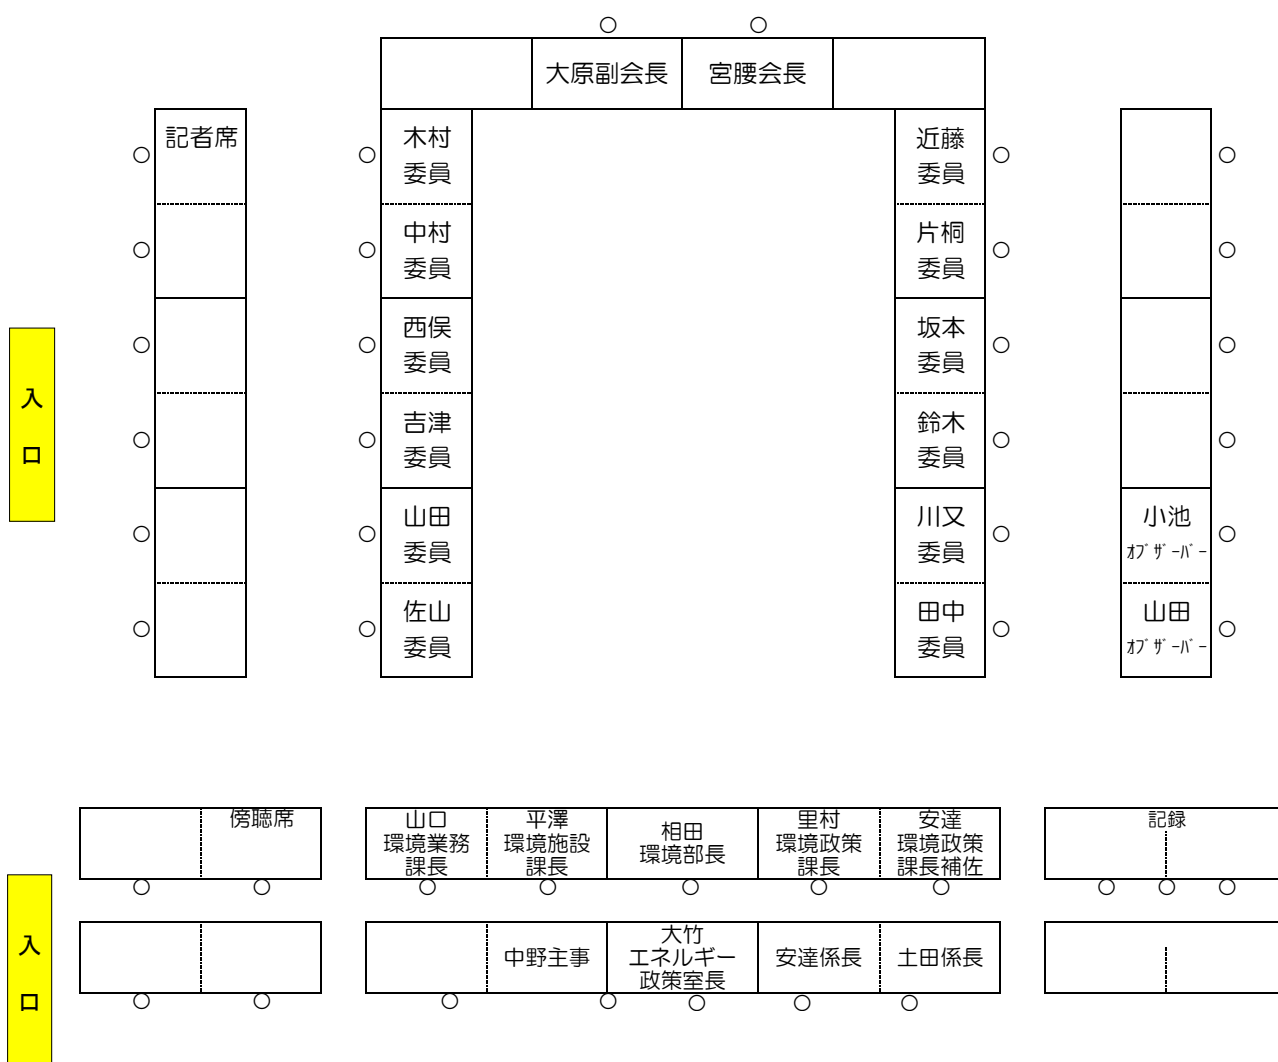 大原副会長
宮腰会長
記者席
木村
委員
近藤
委員
中村
委員
片桐
委員
西俣
委員
坂本
委員
吉津
委員
鈴木
委員
山田
委員
川又
委員
小池
ｵﾌﾞｻﾞｰﾊﾞｰ
佐山
委員
田中
委員
山田
ｵﾌﾞｻﾞｰﾊﾞｰ
入
口
傍聴席
山口
環境業務
課長
平澤
環境施設
課長
相田
環境部長
里村
環境政策
課長
安達
環境政策
課長補佐
記録
入
口
中野主事
大竹
エネルギー
政策室長
安達係長
土田係長